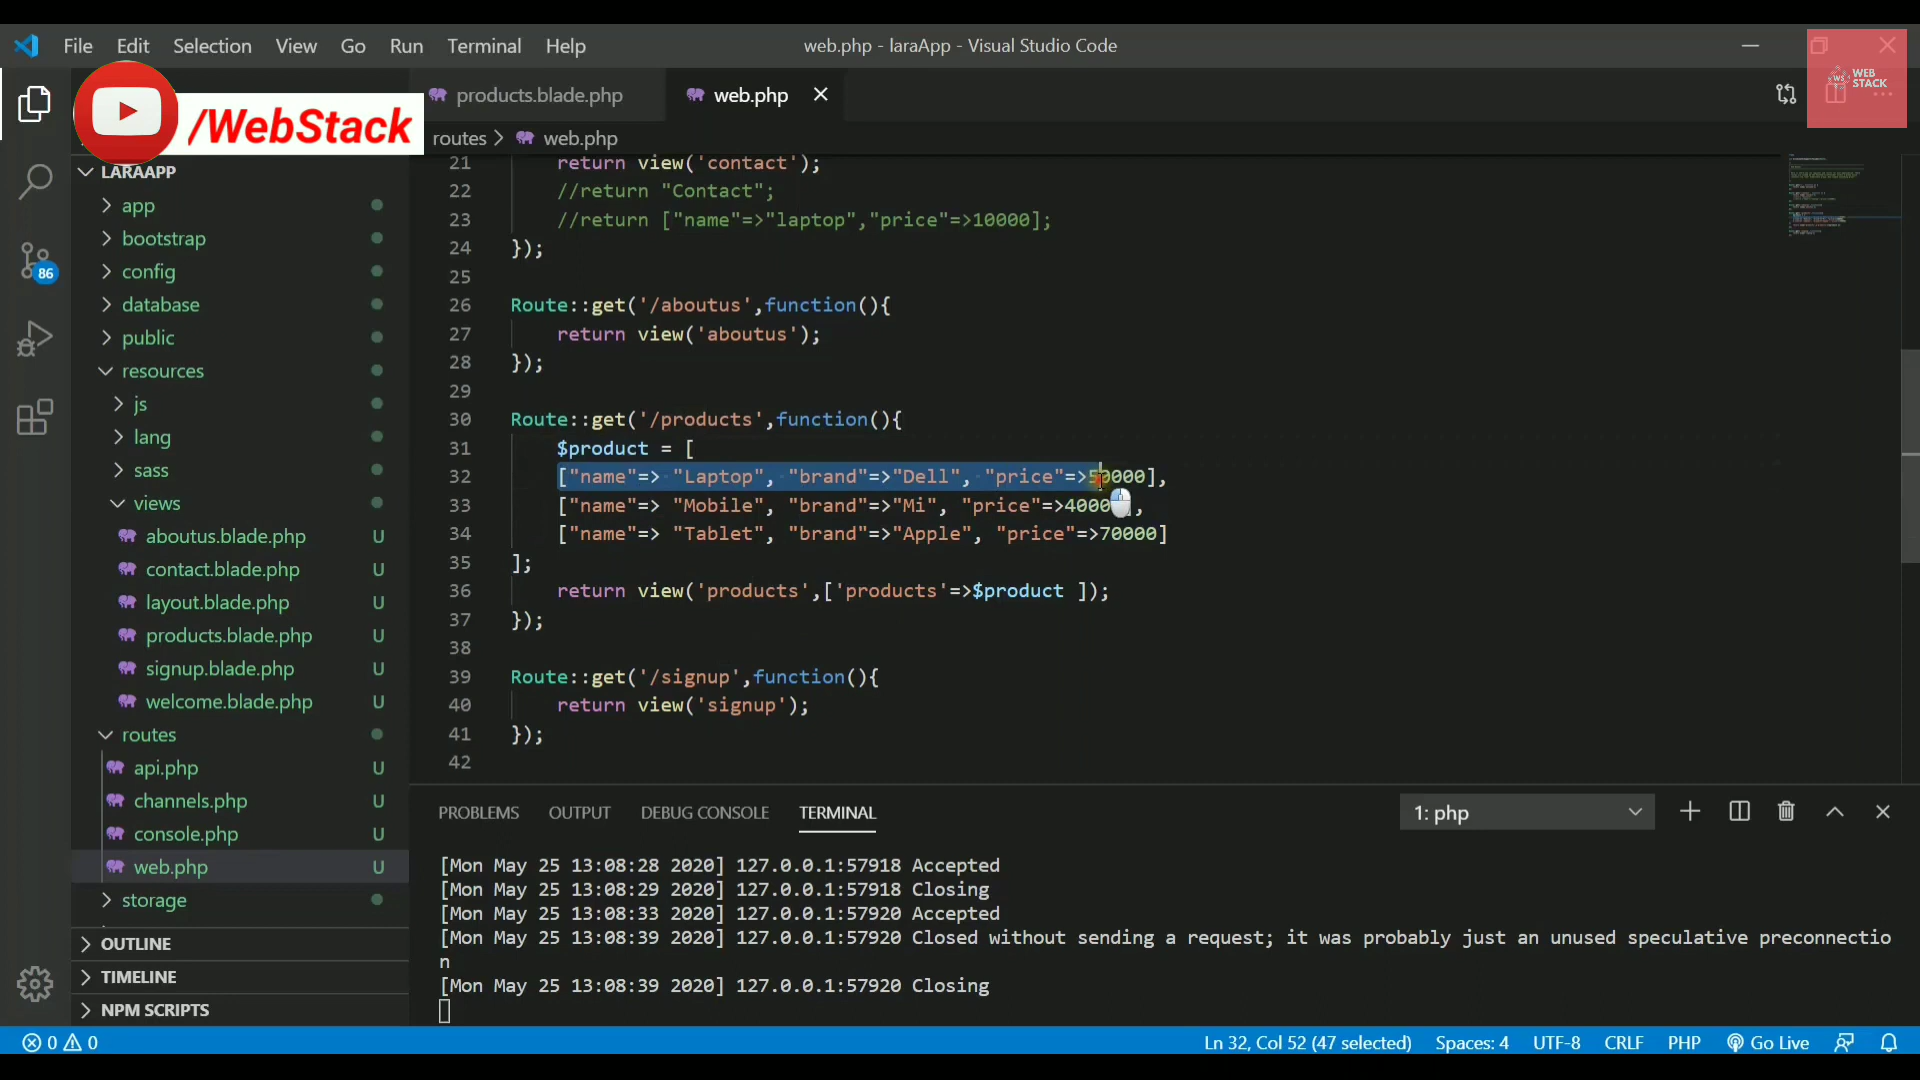 File Edit Selection View Go Run Terminal Help
web.php - laraApp - Visual Studio Code
WS WEB STACK
/WebStack
products.blade.php
web.php
routes > web.php
LARAAPP
app
bootstrap
config
database
public
resources
js
lang
sass
views
aboutus.blade.php U
contact.blade.php U
layout.blade.php U
products.blade.php U
signup.blade.php U
welcome.blade.php U
routes
api.php U
channels.php U
console.php U
web.php U
storage
OUTLINE
TIMELINE
NPM SCRIPTS
86
21 return view('contact');
22 //return "Contact";
23 //return ["name"=>"laptop","price"=>10000];
24 });
25
26 Route::get('/aboutus',function(){
27 return view('aboutus');
28 });
29
30 Route::get('/products',function(){
31 $product = [
32 ["name"=> "Laptop", "brand"=>"Dell", "price"=>50000],
33 ["name"=> "Mobile", "brand"=>"Mi", "price"=>4000
34 ["name"=> "Tablet", "brand"=>"Apple", "price"=>70000]
35 ];
36 return view('products',['products'=>$product ]);
37 });
38
39 Route::get('/signup',function(){
40 return view('signup');
41 });
42
PROBLEMS OUTPUT DEBUG CONSOLE TERMINAL
1: php
[Mon May 25 13:08:28 2020] 127.0.0.1:57918 Accepted
[Mon May 25 13:08:29 2020] 127.0.0.1:57918 Closing
[Mon May 25 13:08:33 2020] 127.0.0.1:57920 Accepted
[Mon May 25 13:08:39 2020] 127.0.0.1:57920 Closed without sending a request; it was probably just an unused speculative preconnectio
n
[Mon May 25 13:08:39 2020] 127.0.0.1:57920 Closing
0 0
Ln 32, Col 52 (47 selected) Spaces: 4 UTF-8 CRLF PHP Go Live